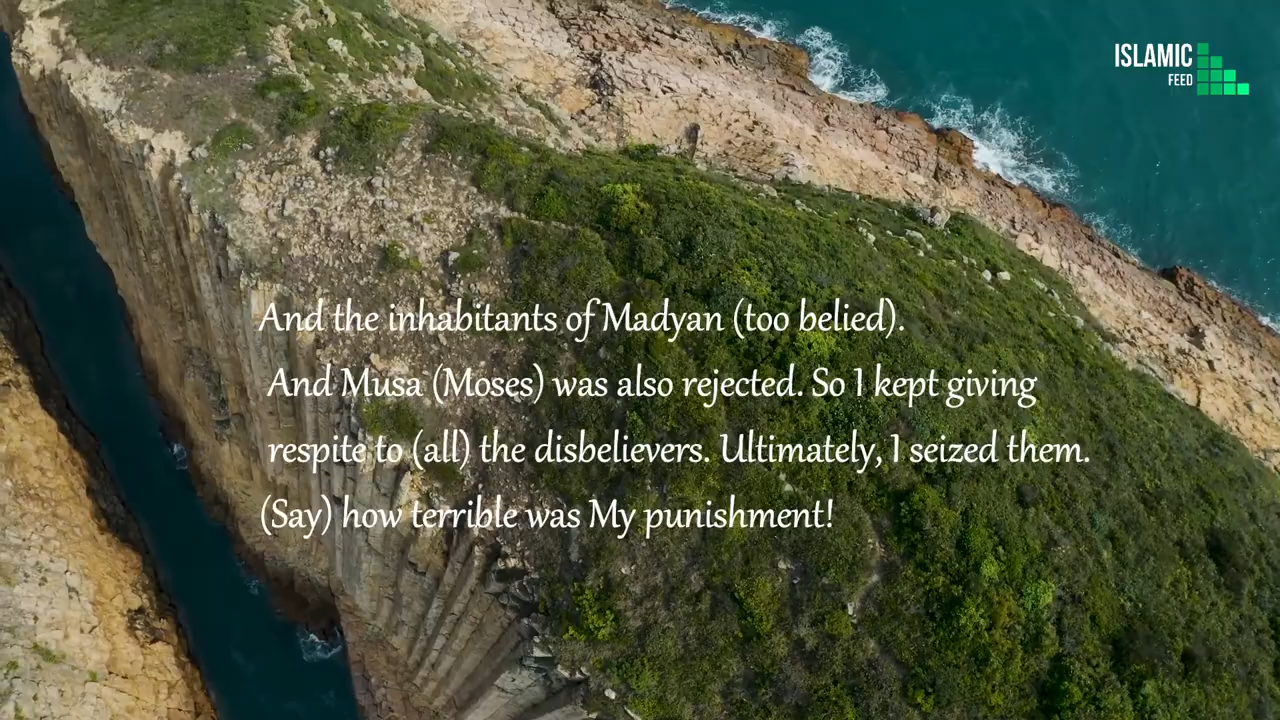 ISLAMIC
FEED
And the inhabitants of Madyan (too belied).
And Musa (Moses) was also rejected. So I kept giving
respite to (all) the disbelievers. Ultimately, I seized them.
(Say) how terrible was My punishment!